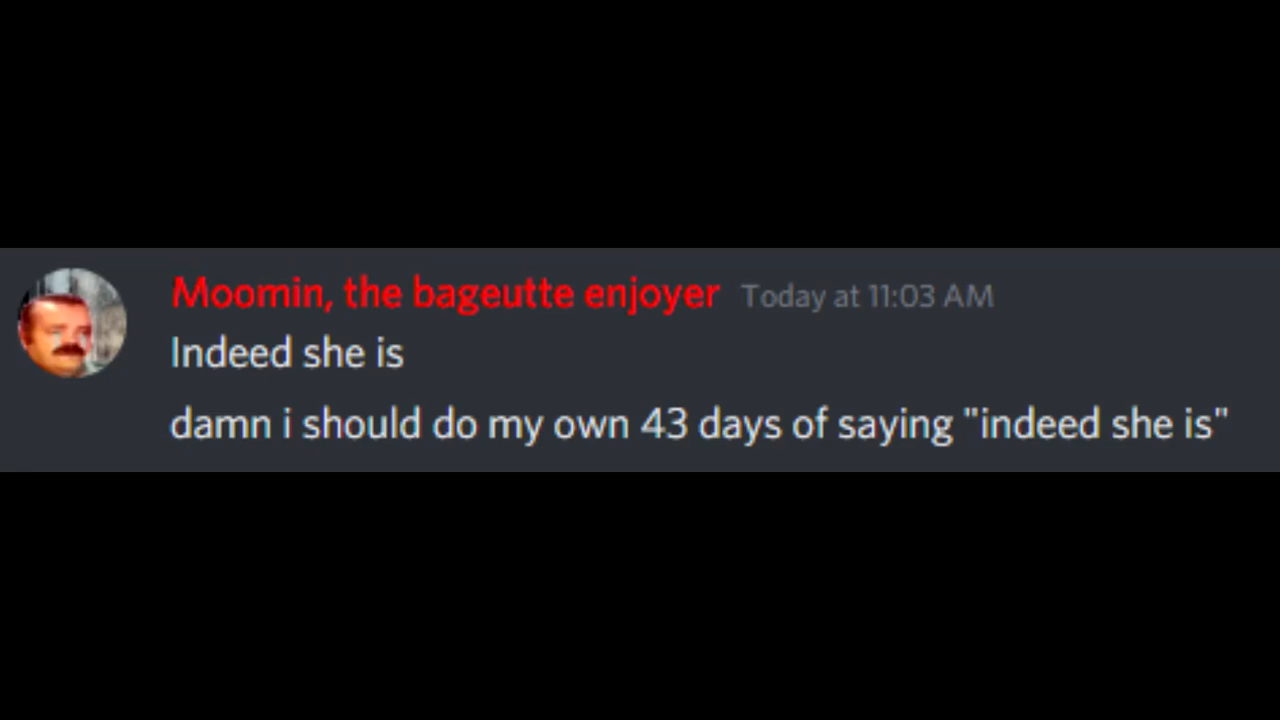 Moomin, the bageutte enjoyer Today at 11:03 AM
Indeed she is
damn i should do my own 43 days of saying "indeed she is"